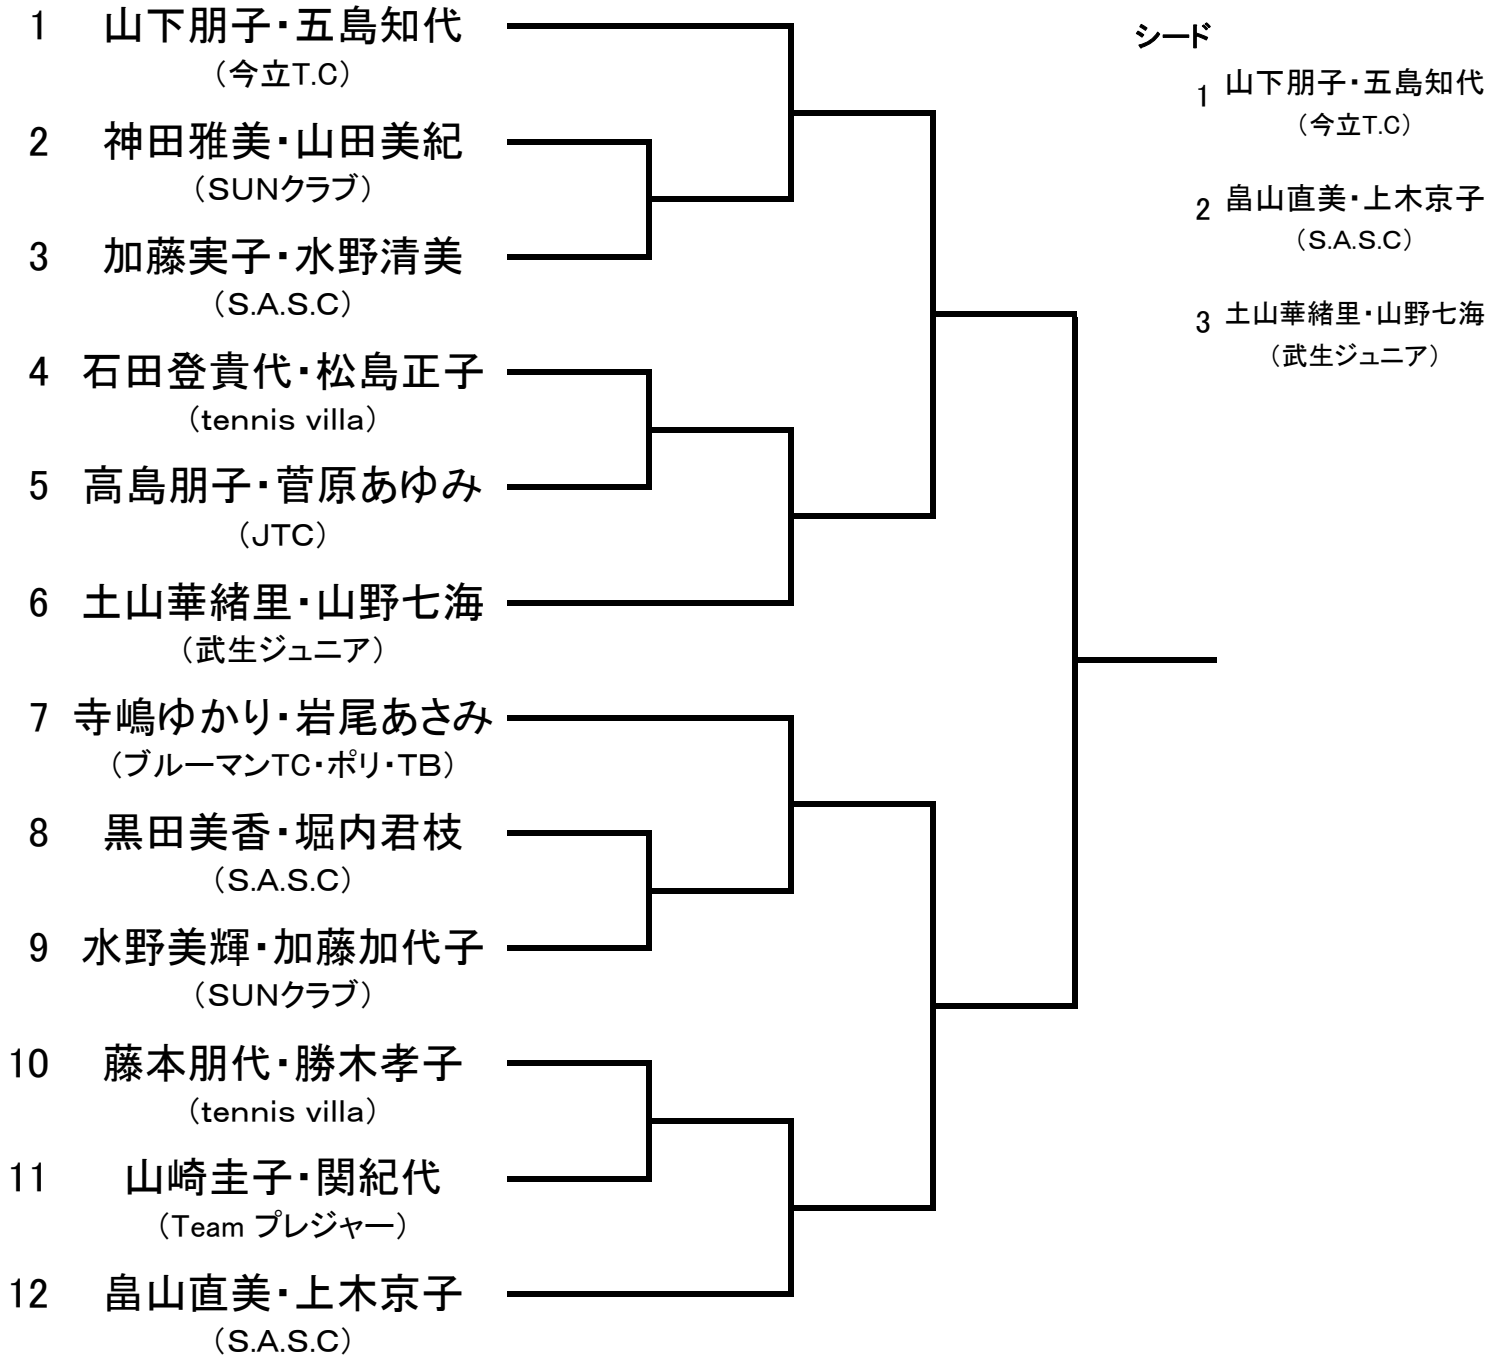 1 山下朋子・五島知代
（今立T.C）
2 神田雅美・山田美紀
（SUNクラブ）
3 加藤実子・水野清美
（S.A.S.C）
4 石田登貴代・松島正子
（tennis villa）
5 高島朋子・菅原あゆみ
（JTC）
6 土山華緒里・山野七海
（武生ジュニア）
7 寺嶋ゆかり・岩尾あさみ
（ブルーマンTC・ポリ・TB）
8 黒田美香・堀内君枝
（S.A.S.C）
9 水野美輝・加藤加代子
（SUNクラブ）
10 藤本朋代・勝木孝子
（tennis villa）
11 山崎圭子・関紀代
（Team プレジャー）
12 畠山直美・上木京子
（S.A.S.C）
シード
1 山下朋子・五島知代
（今立T.C）
2 畠山直美・上木京子
（S.A.S.C）
3 土山華緒里・山野七海
（武生ジュニア）